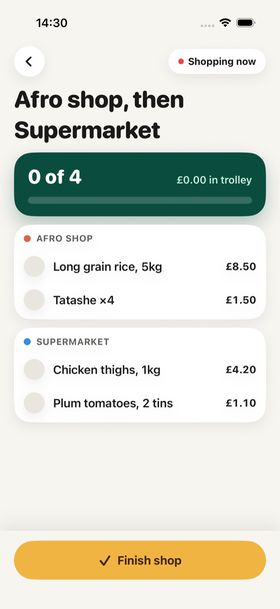 14:30
Shopping now
Afro shop, then
Supermarket
0 of 4
£0.00 in trolley
AFRO SHOP
Long grain rice, 5kg
£8.50
Tatashe ×4
£1.50
SUPERMARKET
Chicken thighs, 1kg
£4.20
Plum tomatoes, 2 tins
£1.10
Finish shop